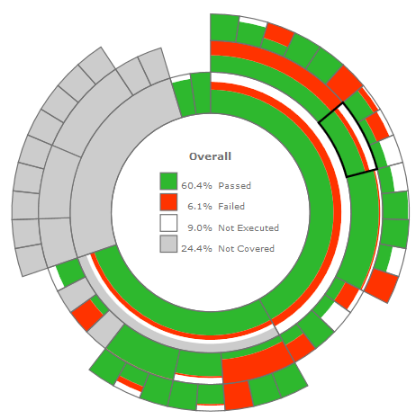 Overall
60.4% Passed
6.1% Failed
9.0% Not Executed
24.4% Not Covered